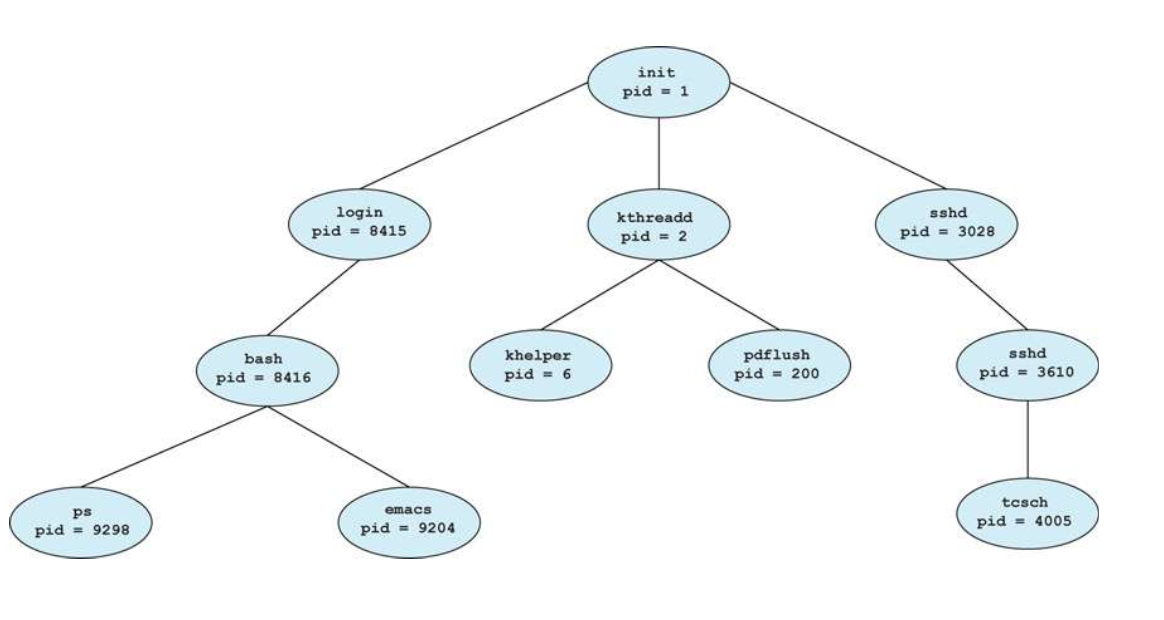 init
pid = 1
login
pid = 8415
kthreadd
pid = 2
sshd
pid = 3028
bash
pid = 8416
khelper
pid = 6
pdflush
pid = 200
sshd
pid = 3610
ps
pid = 9298
emacs
pid = 9204
tcsch
pid = 4005